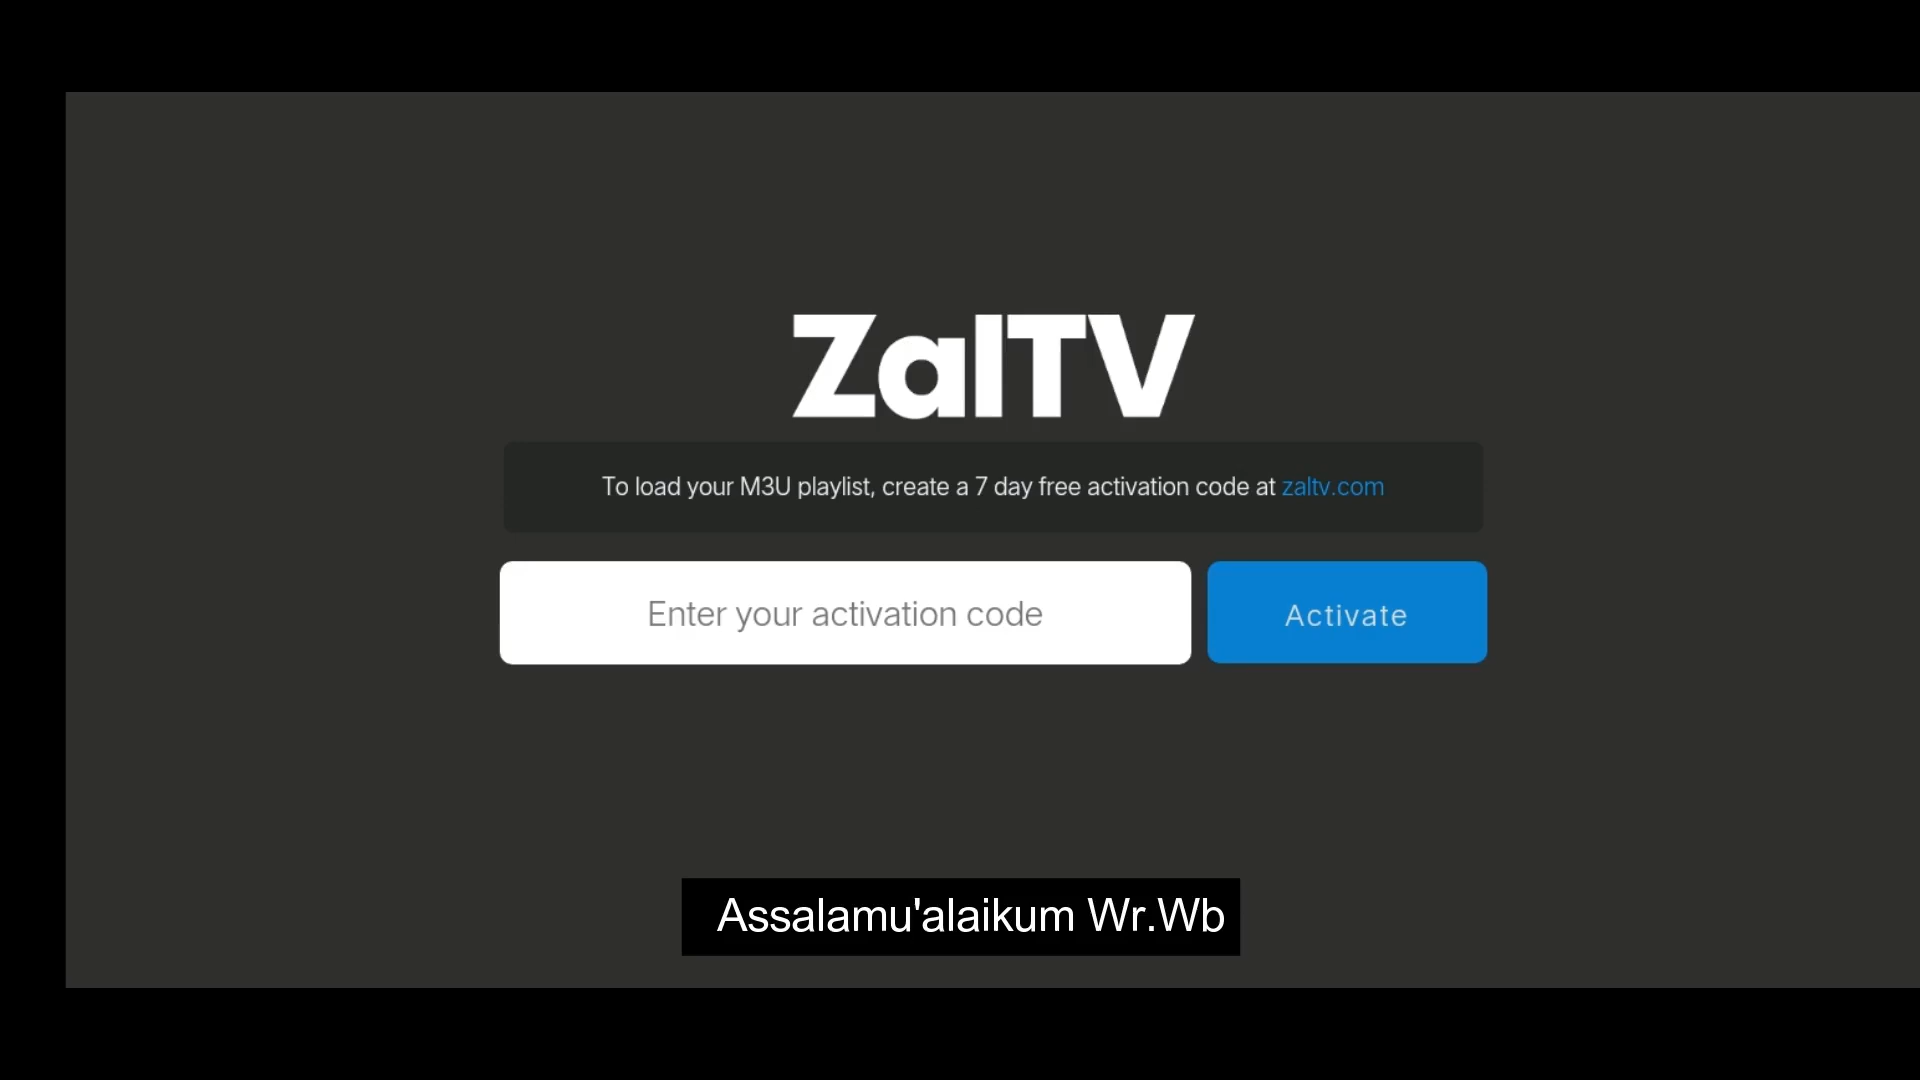 ZalTV
To load your M3U playlist, create a 7 day free activation code at zaltv.com
Enter your activation code
Activate
Assalamu'alaikum Wr.Wb